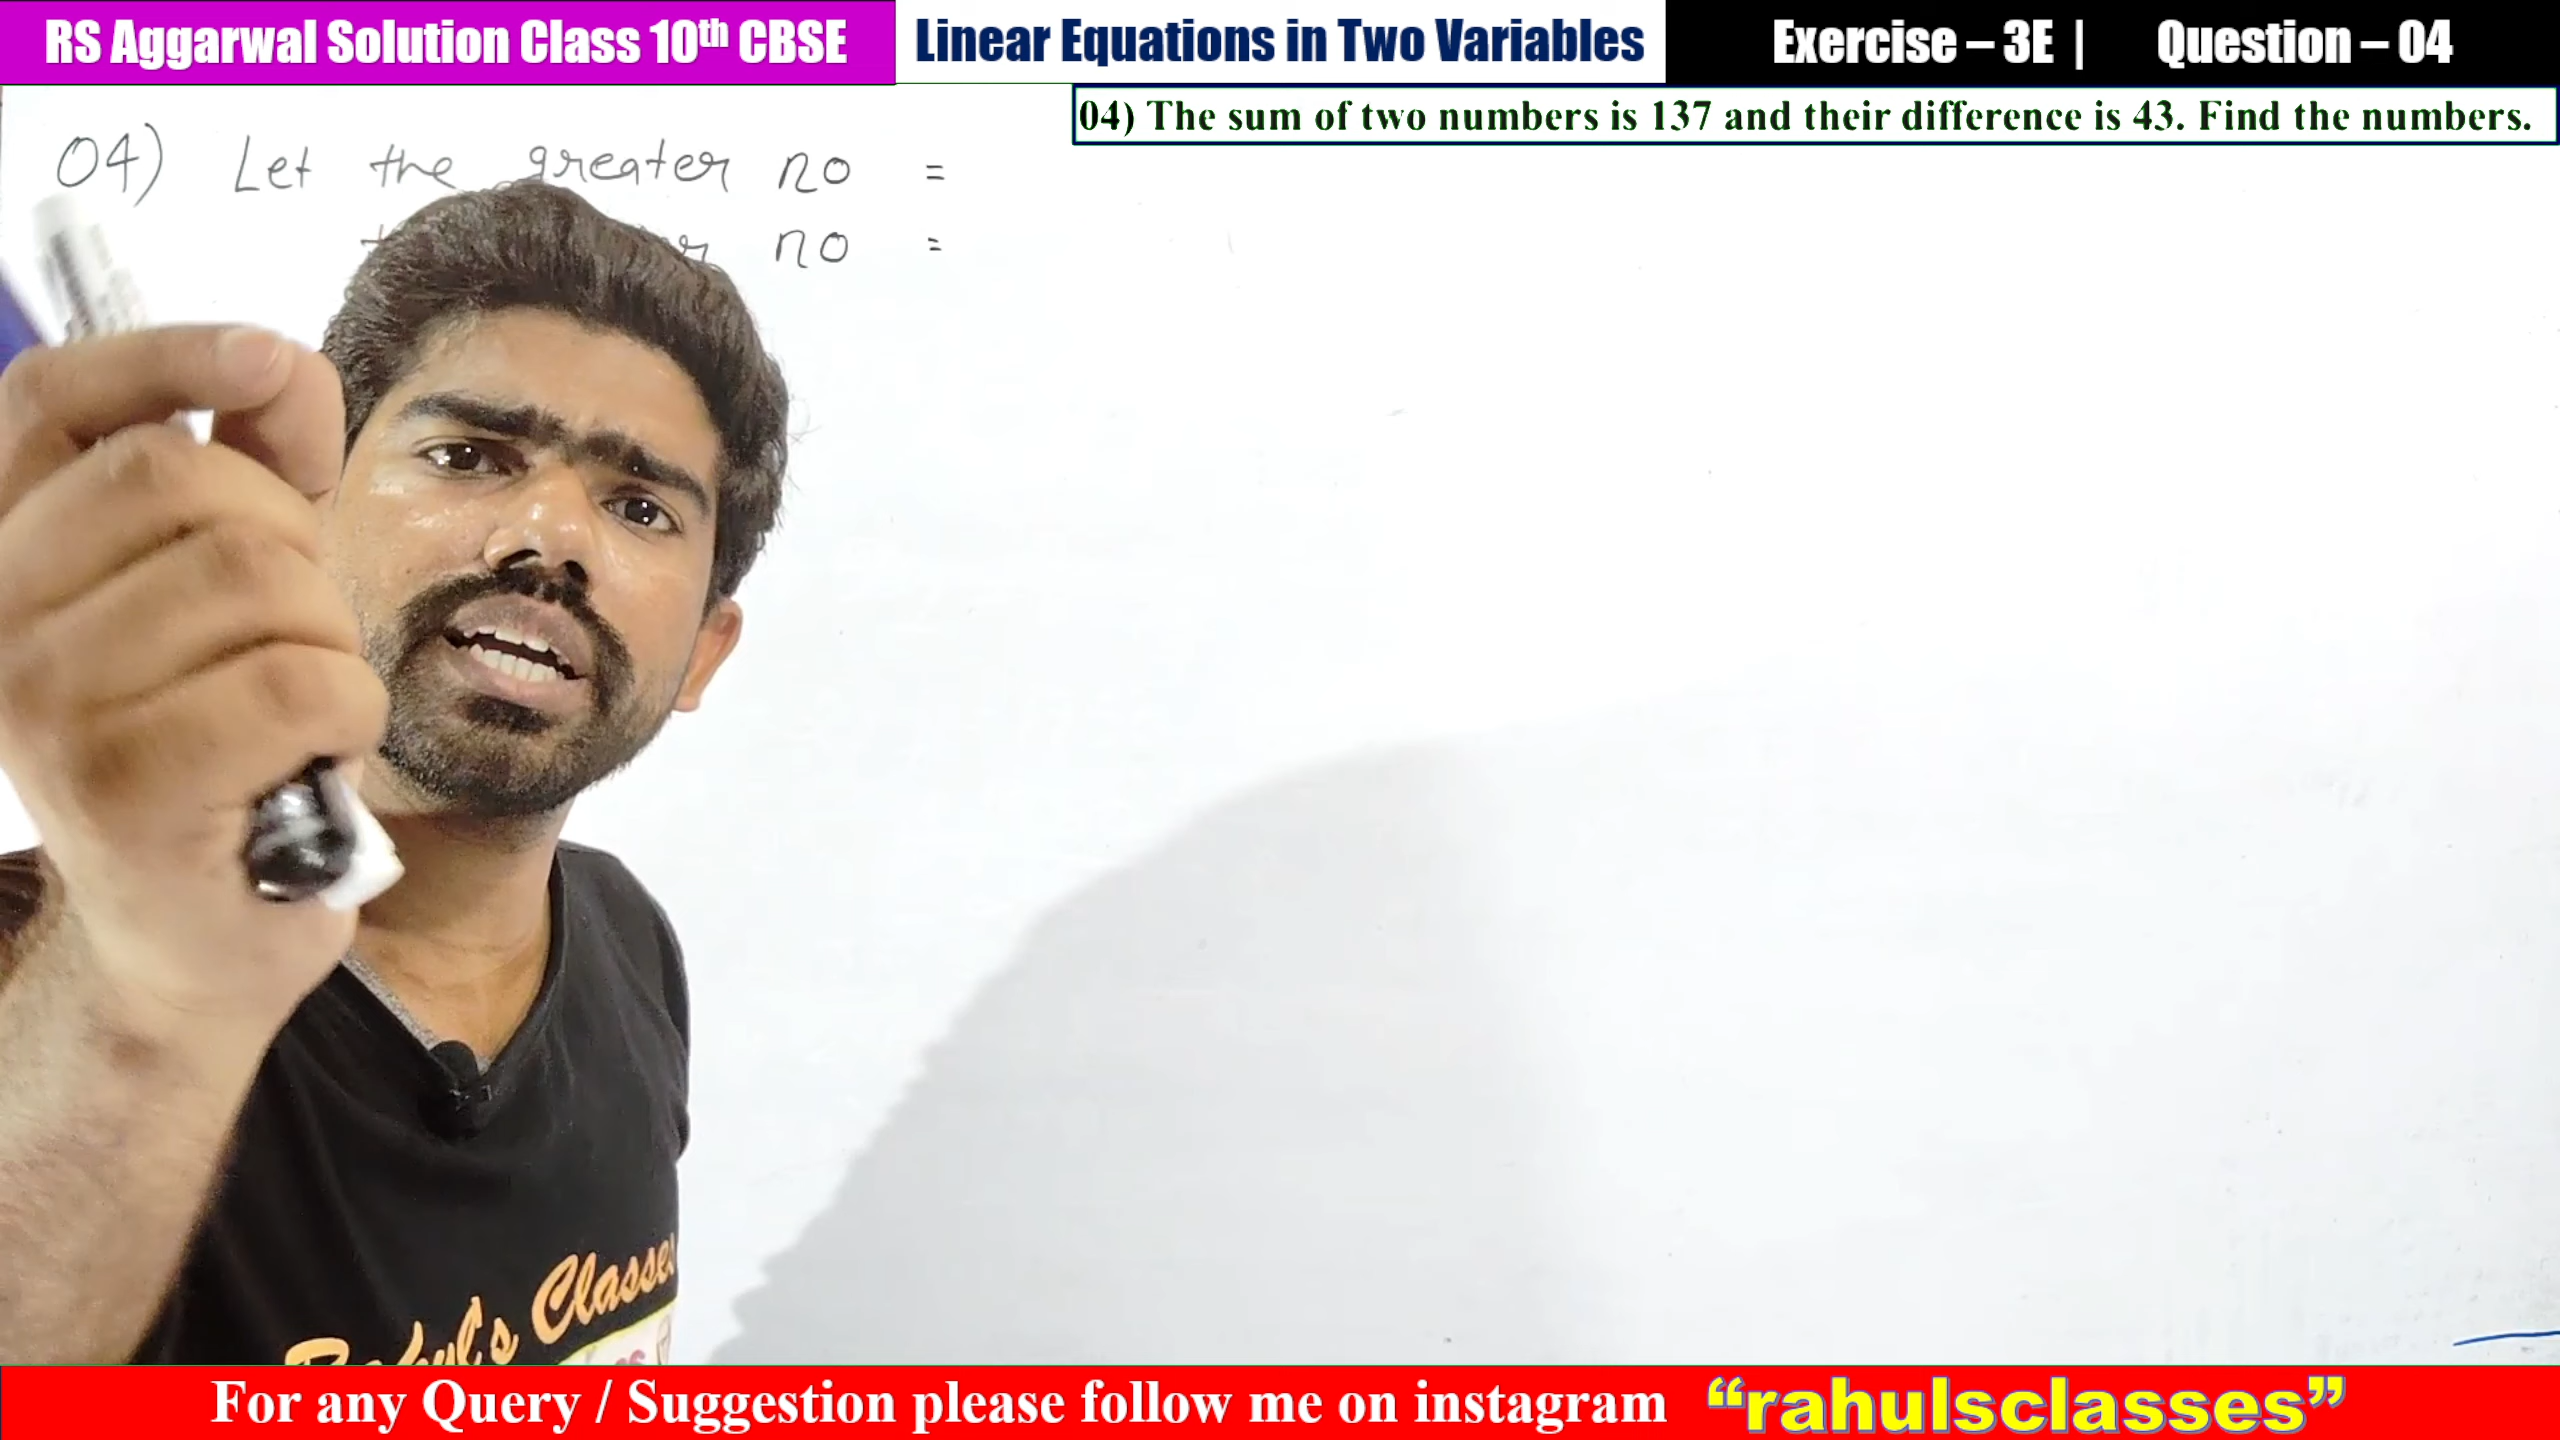 RS Aggarwal Solution Class 10th CBSE
Linear Equations in Two Variables
Exercise – 3E | Question – 04
04) The sum of two numbers is 137 and their difference is 43. Find the numbers.
04) Let the greater no =
no =
Classes
For any Query / Suggestion please follow me on instagram “rahulsclasses”